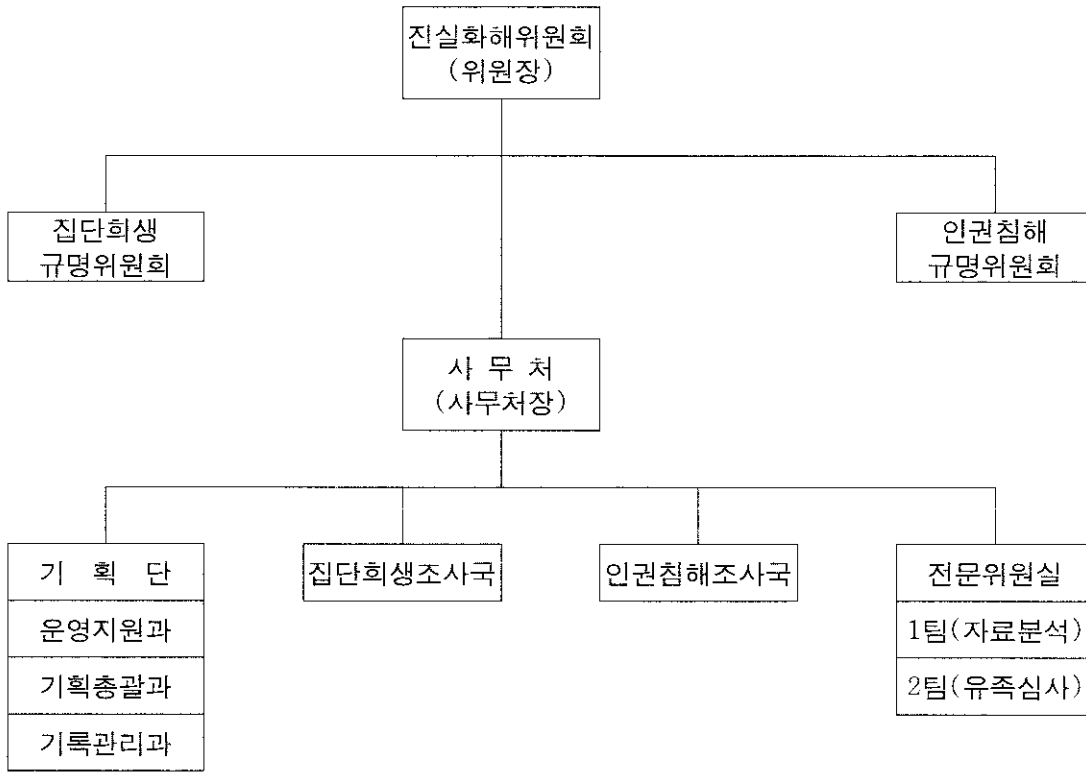 진실화해위원회
(위원장)
집단희생
규명위원회
인권침해
규명위원회
사 무 처
(사무처장)
기 획 단
운영지원과
기획총괄과
기록관리과
집단희생조사국
인권침해조사국
전문위원실
1팀(자료분석)
2팀(유족심사)